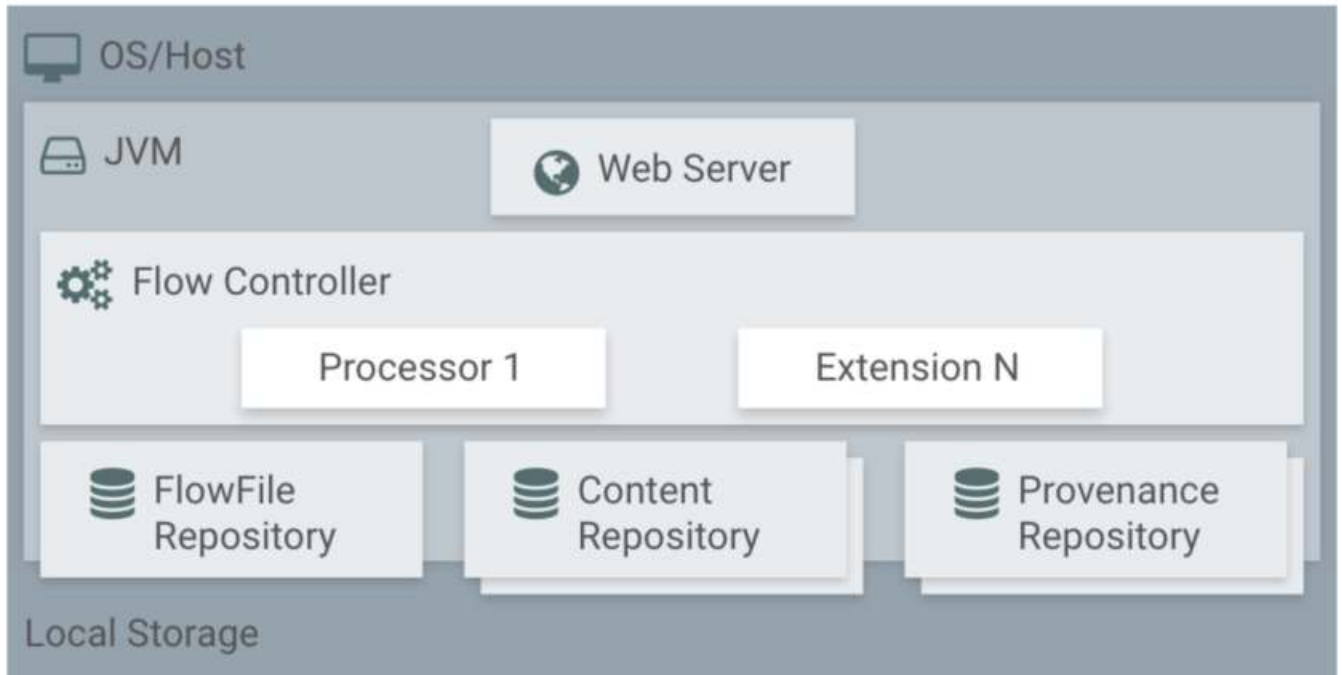 OS/Host
JVM
Web Server
Flow Controller
Processor 1
Extension N
FlowFile
Repository
Content
Repository
Provenance
Repository
Local Storage